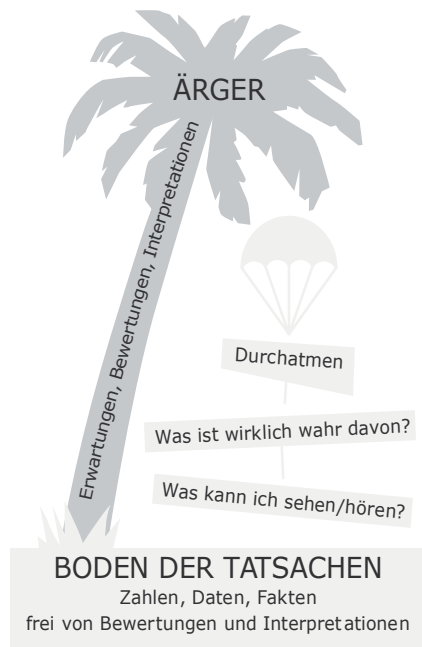 ÄRGER
Erwartungen, Bewertungen, Interpretationen
Durchatmen
Was ist wirklich wahr davon?
Was kann ich sehen/hören?
BODEN DER TATSACHEN
Zahlen, Daten, Fakten
frei von Bewertungen und Interpretationen